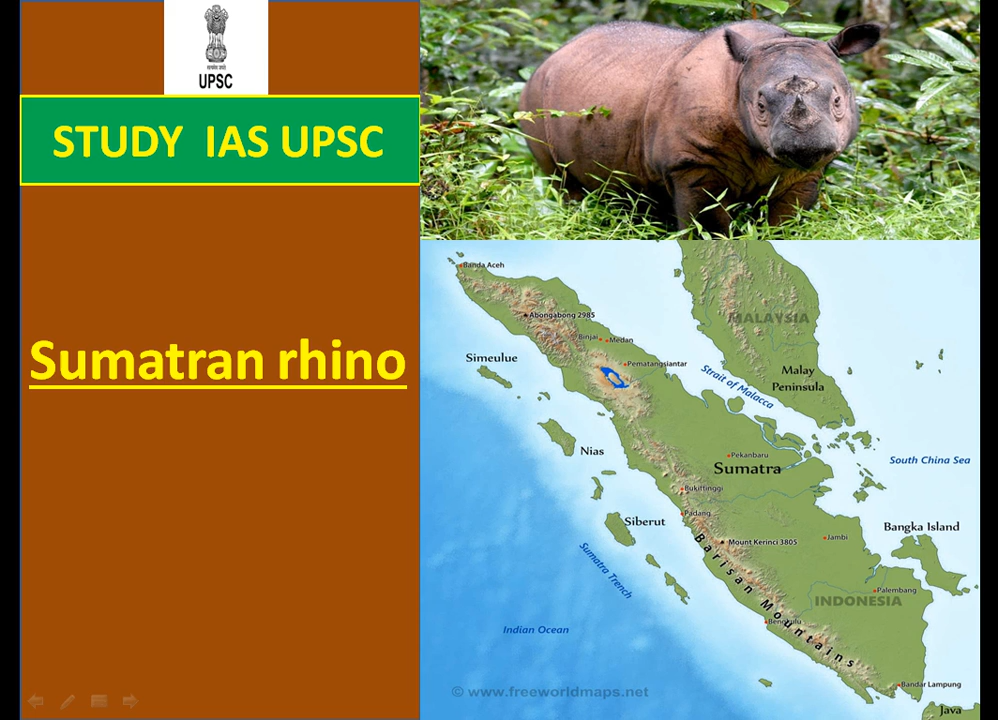 UPSC
STUDY IAS UPSC
Sumatran rhino
Banda Aceh
Abongabong 2985
MALAYSIA
Binjai
Medan
Simeulue
Pematangsiantar
Strait of Malacca
Malay
Peninsula
Nias
Pekanbaru
Sumatra
South China Sea
Bukittinggi
Padang
Siberut
Bangka Island
Mount Kerinci 3805
Jambi
Sumatra Trench
Barisan Mountains
Palembang
INDONESIA
Bengkulu
Indian Ocean
Bandar Lampung
© www.freeworldmaps.net
Java